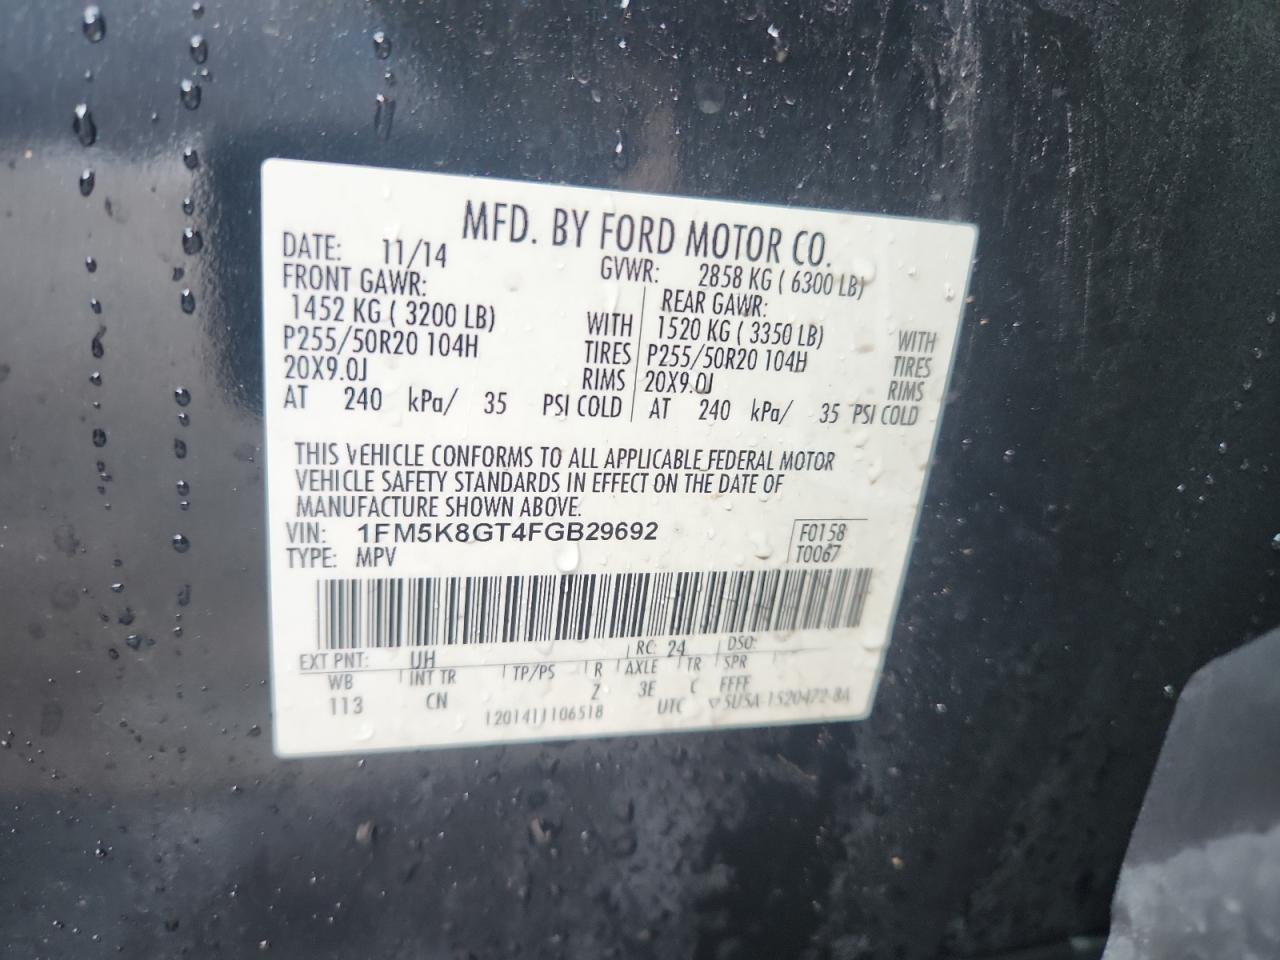 MFD. BY FORD MOTOR CO.
DATE: 11/14 GVWR: 2858 KG ( 6300 LB)
FRONT GAWR: REAR GAWR:
1452 KG ( 3200 LB) WITH 1520 KG ( 3350 LB) WITH
P255/50R20 104H TIRES P255/50R20 104H TIRES
20X9.0J RIMS 20X9.0J RIMS
AT 240 kPa/ 35 PSI COLD AT 240 kPa/ 35 PSI COLD
THIS VEHICLE CONFORMS TO ALL APPLICABLE FEDERAL MOTOR
VEHICLE SAFETY STANDARDS IN EFFECT ON THE DATE OF
MANUFACTURE SHOWN ABOVE.
VIN: 1FM5K8GT4FGB29692 F0158
TYPE: MPV T0067
EXT PNT: UH RC: 24 DSO:
WB INT TR TP/PS R AXLE TR SPR
113 CN Z 3E C FFFF
1201411106518 UTC ▽5U5A-1520472-BA